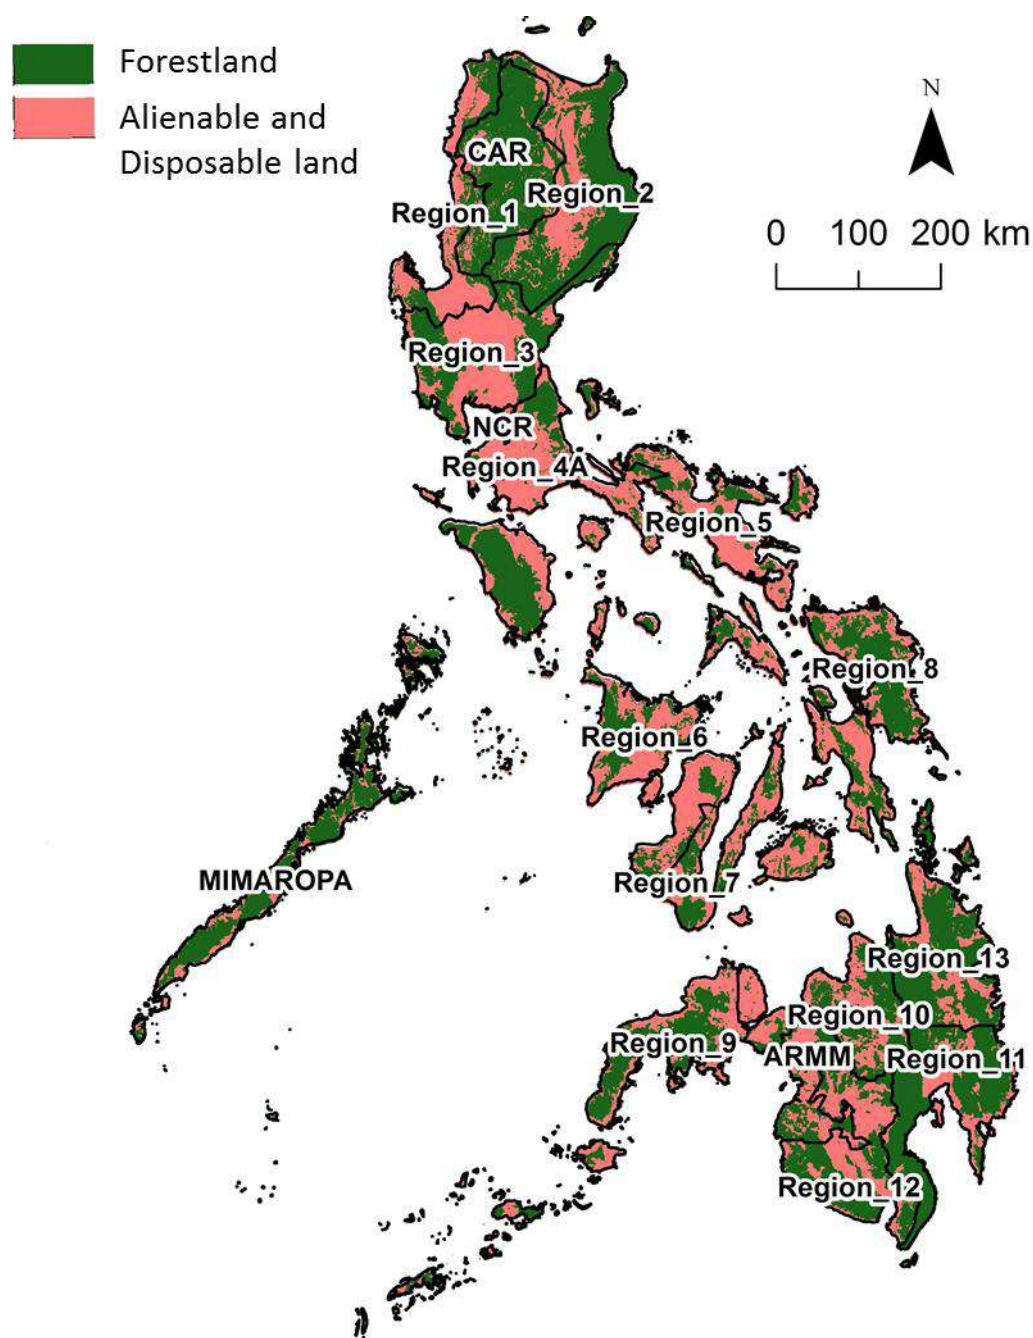 Forestland
Alienable and
Disposable land
N
0 100 200 km
CAR
Region_2
Region_1
Region_3
NCR
Region_4A
Region_5
Region_8
Region_6
MIMAROPA
Region_7
Region_13
Region_10
Region_9
ARMM
Region_11
Region_12